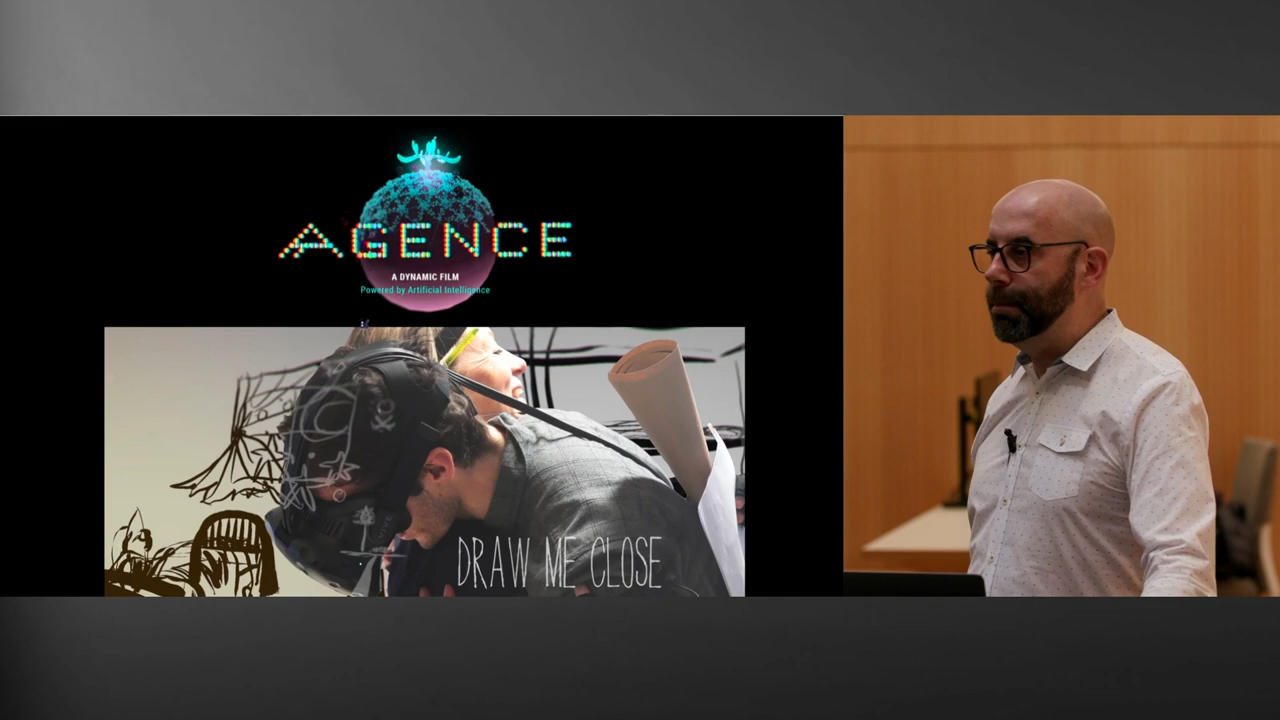 AGENCE
A DYNAMIC FILM
Powered by Artificial Intelligence
DRAW ME CLOSE